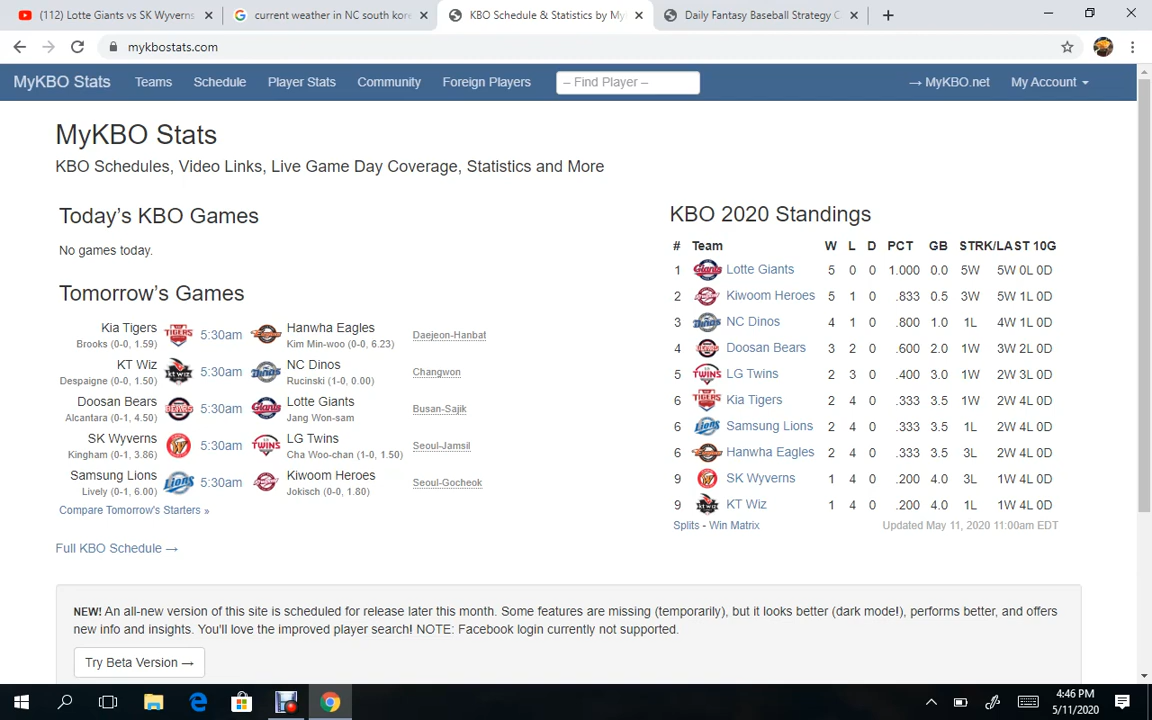 (112) Lotte Giants vs SK Wyverns
current weather in NC south kore
KBO Schedule & Statistics by My
Daily Fantasy Baseball Strategy C
mykbostats.com
MyKBO Stats Teams Schedule Player Stats Community Foreign Players – Find Player – → MyKBO.net My Account
MyKBO Stats
KBO Schedules, Video Links, Live Game Day Coverage, Statistics and More
Today's KBO Games
No games today.
Tomorrow's Games
Kia Tigers 5:30am Hanwha Eagles Daejeon-Hanbat
Brooks (0-0, 1.59) Kim Min-woo (0-0, 6.23)
KT Wiz 5:30am NC Dinos Changwon
Despaigne (0-0, 1.50) Rucinski (1-0, 0.00)
Doosan Bears 5:30am Lotte Giants Busan-Sajik
Alcantara (0-1, 4.50) Jang Won-sam
SK Wyverns 5:30am LG Twins Seoul-Jamsil
Kingham (0-1, 3.86) Cha Woo-chan (1-0, 1.50)
Samsung Lions 5:30am Kiwoom Heroes Seoul-Gocheok
Lively (0-1, 6.00) Jokisch (0-0, 1.80)
Compare Tomorrow's Starters »
Full KBO Schedule →
KBO 2020 Standings
# Team W L D PCT GB STRK/LAST 10G
1 Lotte Giants 5 0 0 1.000 0.0 5W 5W 0L 0D
2 Kiwoom Heroes 5 1 0 .833 0.5 3W 5W 1L 0D
3 NC Dinos 4 1 0 .800 1.0 1L 4W 1L 0D
4 Doosan Bears 3 2 0 .600 2.0 1W 3W 2L 0D
5 LG Twins 2 3 0 .400 3.0 1W 2W 3L 0D
6 Kia Tigers 2 4 0 .333 3.5 1W 2W 4L 0D
6 Samsung Lions 2 4 0 .333 3.5 1L 2W 4L 0D
6 Hanwha Eagles 2 4 0 .333 3.5 3L 2W 4L 0D
9 SK Wyverns 1 4 0 .200 4.0 3L 1W 4L 0D
9 KT Wiz 1 4 0 .200 4.0 1L 1W 4L 0D
Splits - Win Matrix Updated May 11, 2020 11:00am EDT
NEW! An all-new version of this site is scheduled for release later this month. Some features are missing (temporarily), but it looks better (dark mode!), performs better, and offers
new info and insights. You'll love the improved player search! NOTE: Facebook login currently not supported.
Try Beta Version →
4:46 PM
5/11/2020